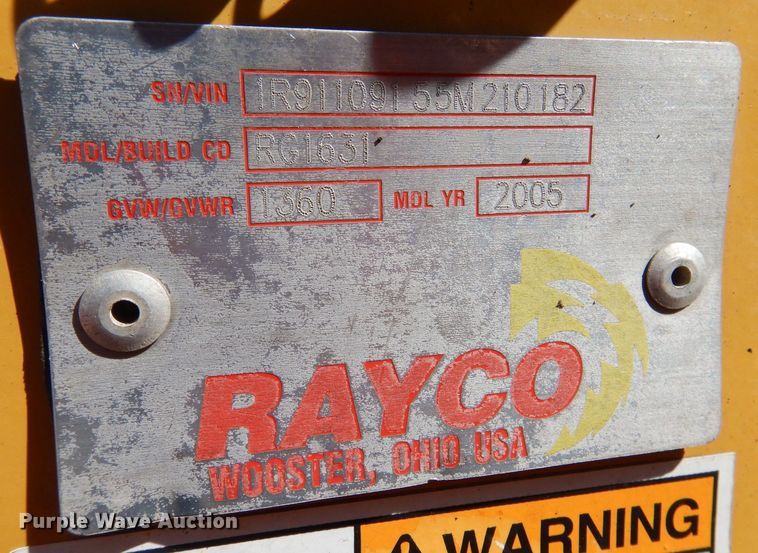 SN/VIN 1R91109155M210182
MDL/BUILD CD RG1631
GVW/GVWR 1360 MDL YR 2005
RAYCO
WOOSTER, OHIO USA
Purple Wave Auction
WARNING